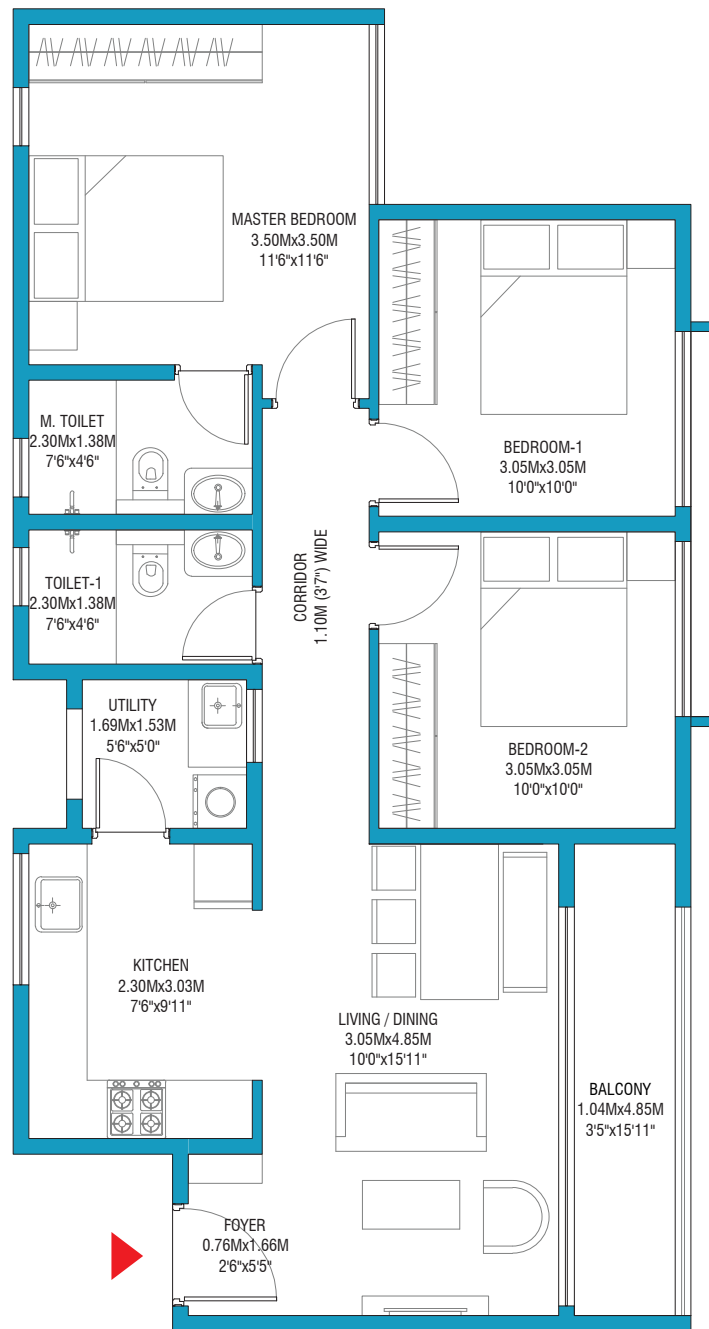 MASTER BEDROOM
3.50Mx3.50M
11'6"x11'6"
M. TOILET
2.30Mx1.38M
7'6"x4'6"
BEDROOM-1
3.05Mx3.05M
10'0"x10'0"
TOILET-1
2.30Mx1.38M
7'6"x4'6"
CORRIDOR
1.10M (3'7") WIDE
UTILITY
1.69Mx1.53M
5'6"x5'0"
BEDROOM-2
3.05Mx3.05M
10'0"x10'0"
KITCHEN
2.30Mx3.03M
7'6"x9'11"
LIVING / DINING
3.05Mx4.85M
10'0"x15'11"
BALCONY
1.04Mx4.85M
3'5"x15'11"
FOYER
0.76Mx1.66M
2'6"x5'5"